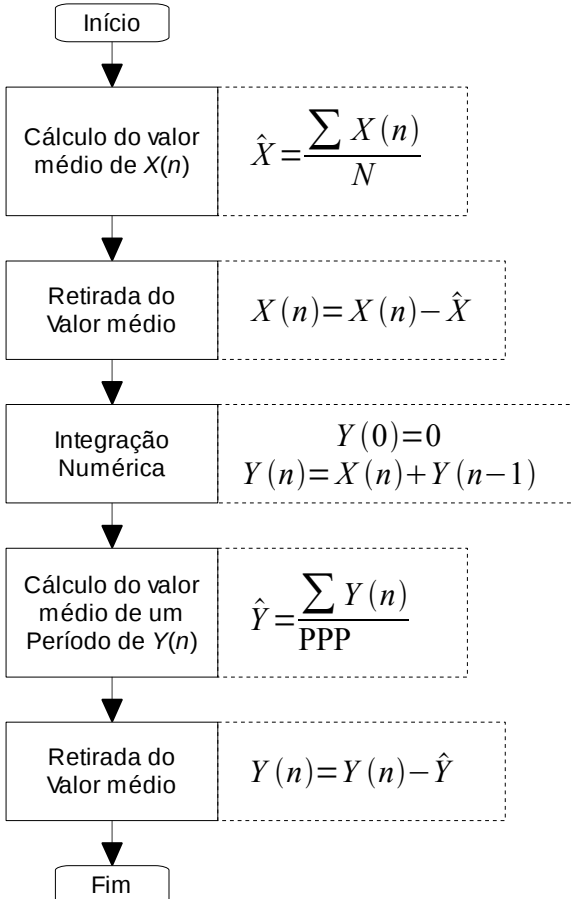 Início
Cálculo do valor
médio de X(n)
X̂ = ∑ X(n) / N
Retirada do
Valor médio
X(n)=X(n)−X̂
Integração
Numérica
Y(0)=0
Y(n)=X(n)+Y(n−1)
Cálculo do valor
médio de um
Período de Y(n)
Ŷ = ∑ Y(n) / PPP
Retirada do
Valor médio
Y(n)=Y(n)−Ŷ
Fim